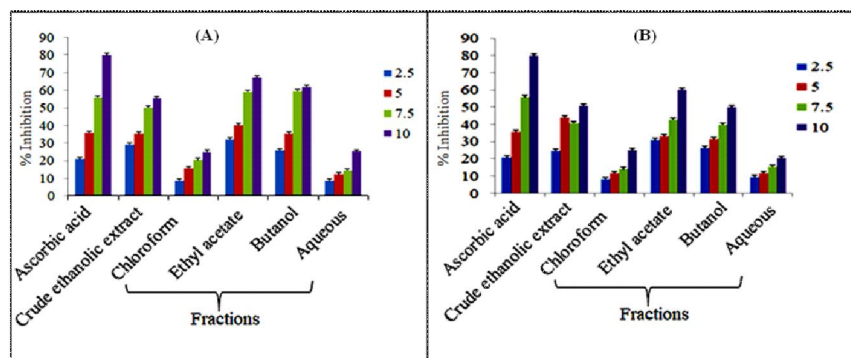 (A)
% Inhibition
90
80
70
60
50
40
30
20
10
0
2.5
5
7.5
10
Ascorbic acid
Crude ethanolic extract
Chloroform
Ethyl acetate
Butanol
Aqueous
Fractions
(B)
% Inhibition
90
80
70
60
50
40
30
20
10
0
2.5
5
7.5
10
Ascorbic acid
Crude ethanolic extract
Chloroform
Ethyl acetate
Butanol
Aqueous
Fractions